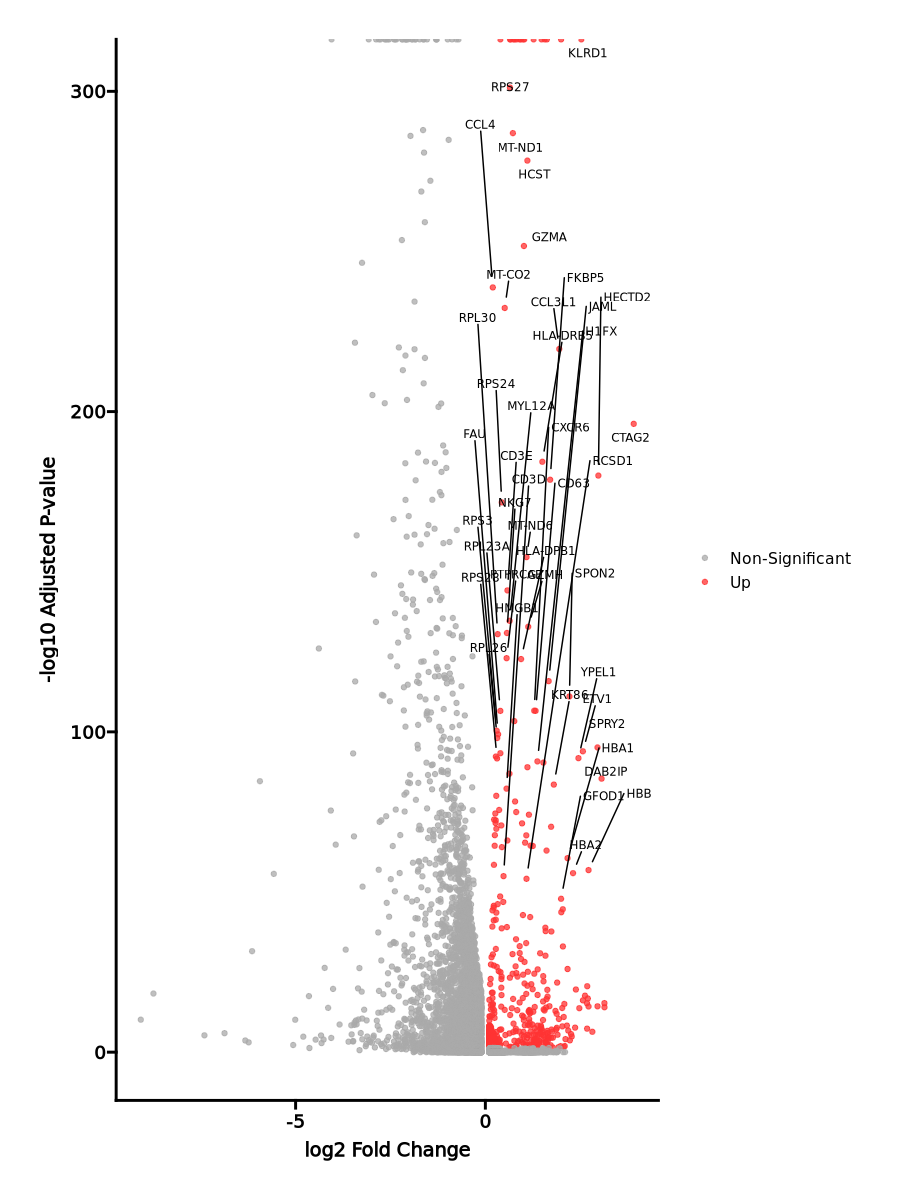 KLRD1
300
RPS27
CCL4
MT-ND1
HCST
GZMA
MT-CO2
FKBP5
HECTD2
CCL3L1
JAML
RPL30
H1FX
HLA-DRB5
RPS24
MYL12A
200
CXCR6
FAU
CTAG2
CD3E
RCSD1
CD3D
CD63
NKG7
RPS3
MT-ND6
RPL23A
HLA-DPB1
GZMH
SPON2
HMGB1
RPL26
YPEL1
KRT86
ETV1
SPRY2
100
HBA1
DAB2IP
GFOD1
HBB
HBA2
0
-5
0
log2 Fold Change
-log10 Adjusted P-value
Non-Significant
Up